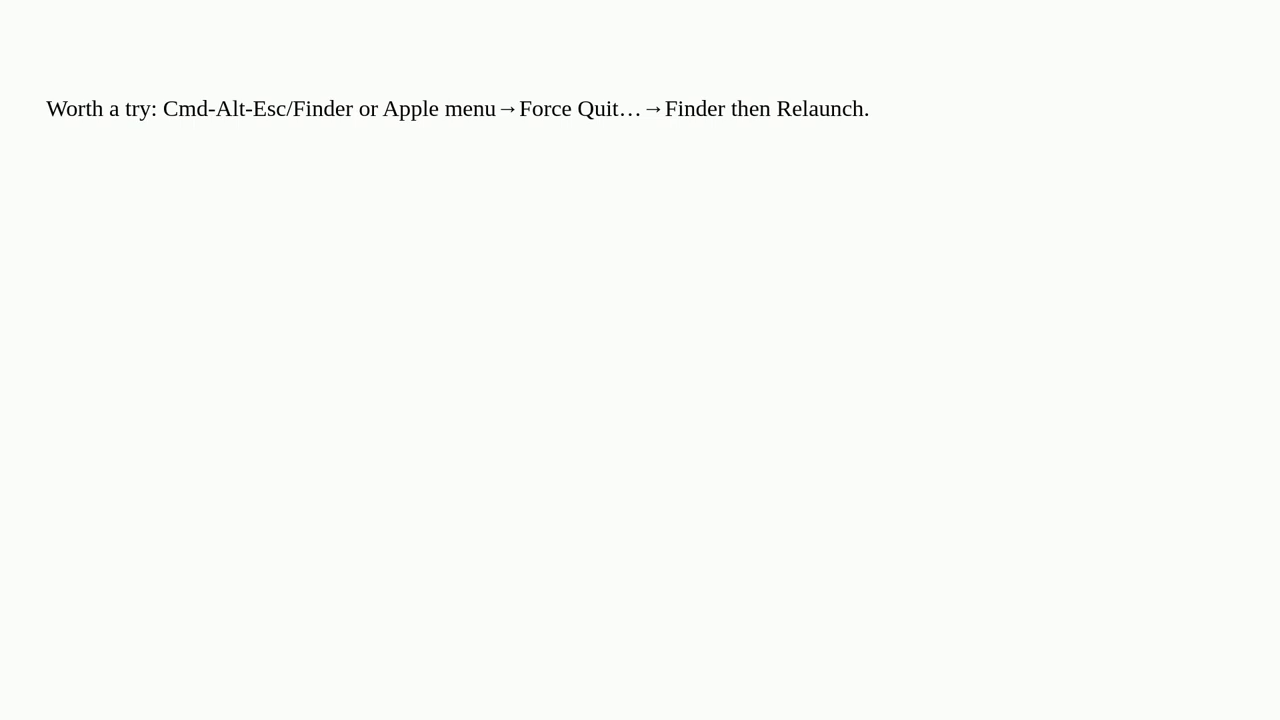 Worth a try: Cmd-Alt-Esc/Finder or Apple menu→Force Quit…→Finder then Relaunch.